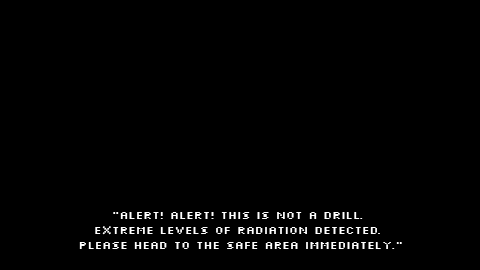 "ALERT! ALERT! THIS IS NOT A DRILL.
EXTREME LEVELS OF RADIATION DETECTED.
PLEASE HEAD TO THE SAFE AREA IMMEDIATELY."